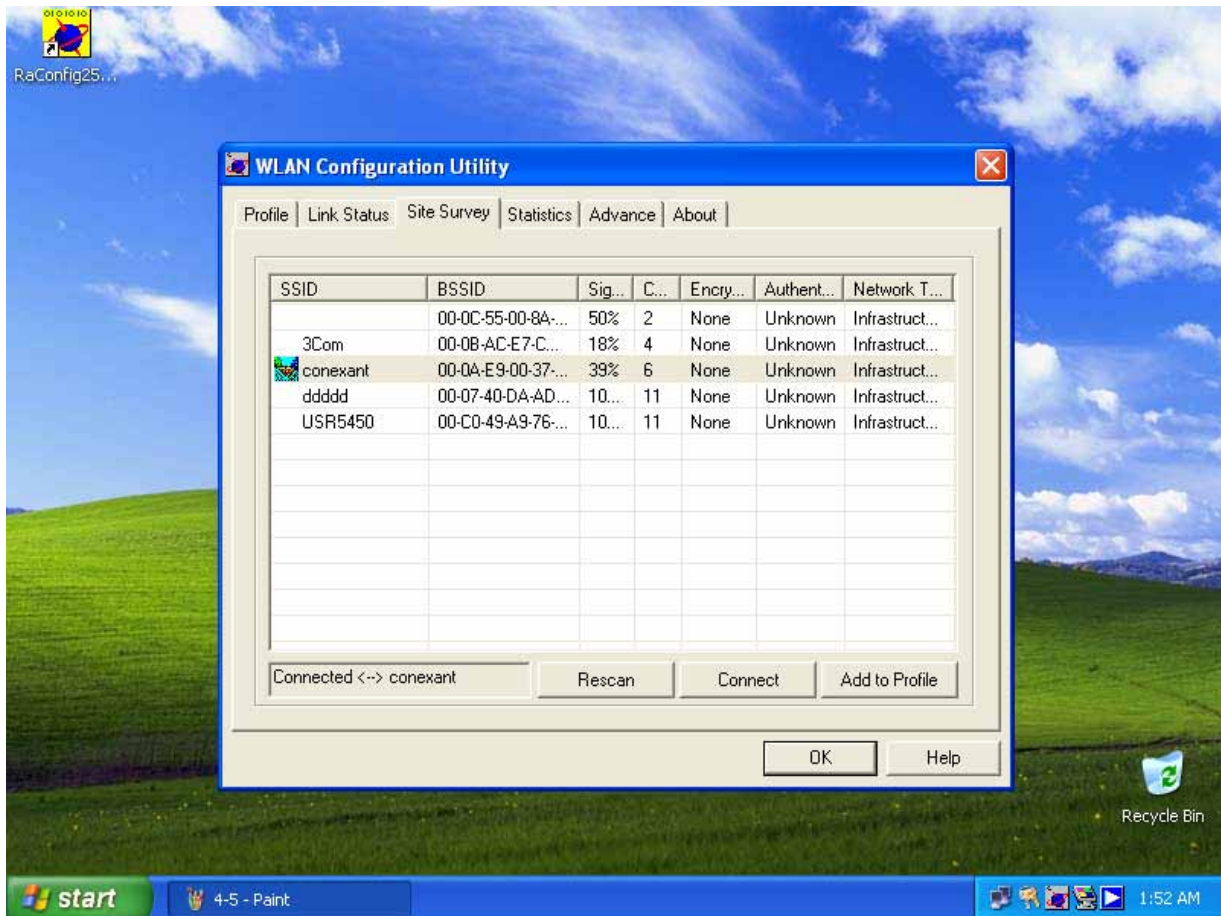 01010101
RaConfig25...
WLAN Configuration Utility
Profile Link Status Site Survey Statistics Advance About
SSID BSSID Sig... C... Encry... Authent... Network T...
00-0C-55-00-8A-... 50% 2 None Unknown Infrastruct...
3Com 00-0B-AC-E7-C... 18% 4 None Unknown Infrastruct...
conexant 00-0A-E9-00-37-... 39% 6 None Unknown Infrastruct...
ddddd 00-07-40-DA-AD... 10... 11 None Unknown Infrastruct...
USR5450 00-C0-49-A9-76-... 10... 11 None Unknown Infrastruct...
Connected <--> conexant Rescan Connect Add to Profile
OK Help
Recycle Bin
start 4-5 - Paint 1:52 AM